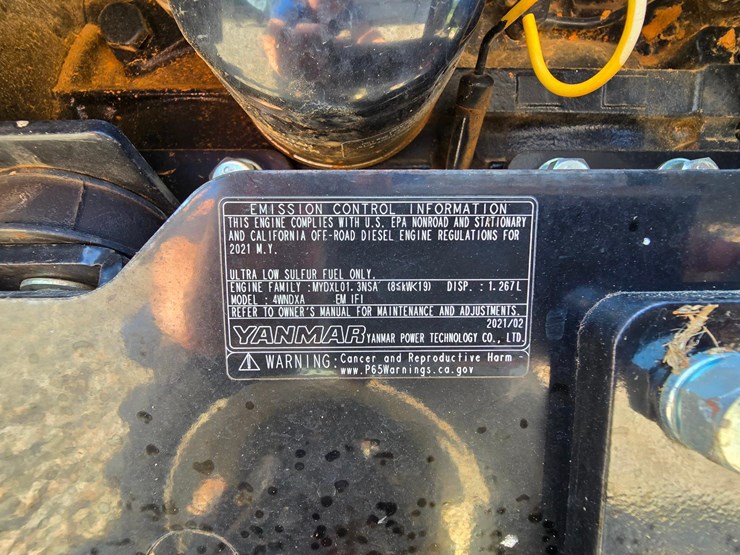 EMISSION CONTROL INFORMATION
THIS ENGINE COMPLIES WITH U.S. EPA NONROAD AND STATIONARY
AND CALIFORNIA OFF-ROAD DIESEL ENGINE REGULATIONS FOR
2021 M.Y.
ULTRA LOW SULFUR FUEL ONLY.
ENGINE FAMILY : MYDXL01.3NSA (8≤kW<19) DISP. : 1.267L
MODEL : 4WNDXA EM IFI
REFER TO OWNER'S MANUAL FOR MAINTENANCE AND ADJUSTMENTS.
2021/02
YANMAR YANMAR POWER TECHNOLOGY CO., LTD.
WARNING: Cancer and Reproductive Harm -
www.P65Warnings.ca.gov